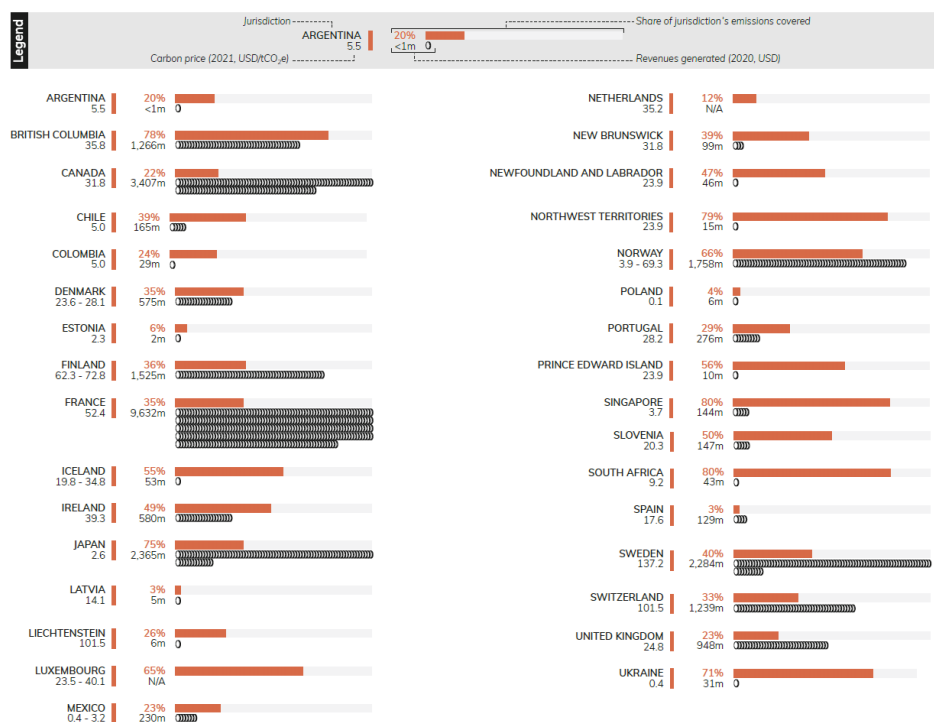 Legend
Jurisdiction
ARGENTINA
5.5
Carbon price (2021, USD/tCO₂e)
20%
<1m
Share of jurisdiction's emissions covered
Revenues generated (2020, USD)
ARGENTINA 20%
5.5 <1m
BRITISH COLUMBIA 78%
35.8 1,266m
CANADA 22%
31.8 3,407m
CHILE 39%
5.0 165m
COLOMBIA 24%
5.0 29m
DENMARK 35%
23.6 - 28.1 575m
ESTONIA 6%
2.3 2m
FINLAND 36%
62.3 - 72.8 1,525m
FRANCE 35%
52.4 9,632m
ICELAND 55%
19.8 - 34.8 53m
IRELAND 49%
39.3 580m
JAPAN 75%
2.6 2,365m
LATVIA 3%
14.1 5m
LIECHTENSTEIN 26%
101.5 6m
LUXEMBOURG 65%
23.5 - 40.1 N/A
MEXICO 23%
0.4 - 3.2 230m
NETHERLANDS 12%
35.2 N/A
NEW BRUNSWICK 39%
31.8 99m
NEWFOUNDLAND AND LABRADOR 47%
23.9 46m
NORTHWEST TERRITORIES 79%
23.9 15m
NORWAY 66%
3.9 - 69.3 1,758m
POLAND 4%
0.1 6m
PORTUGAL 29%
28.2 276m
PRINCE EDWARD ISLAND 56%
23.9 10m
SINGAPORE 80%
3.7 144m
SLOVENIA 50%
20.3 147m
SOUTH AFRICA 80%
9.2 43m
SPAIN 3%
17.6 129m
SWEDEN 40%
137.2 2,284m
SWITZERLAND 33%
101.5 1,239m
UNITED KINGDOM 23%
24.8 948m
UKRAINE 71%
0.4 31m